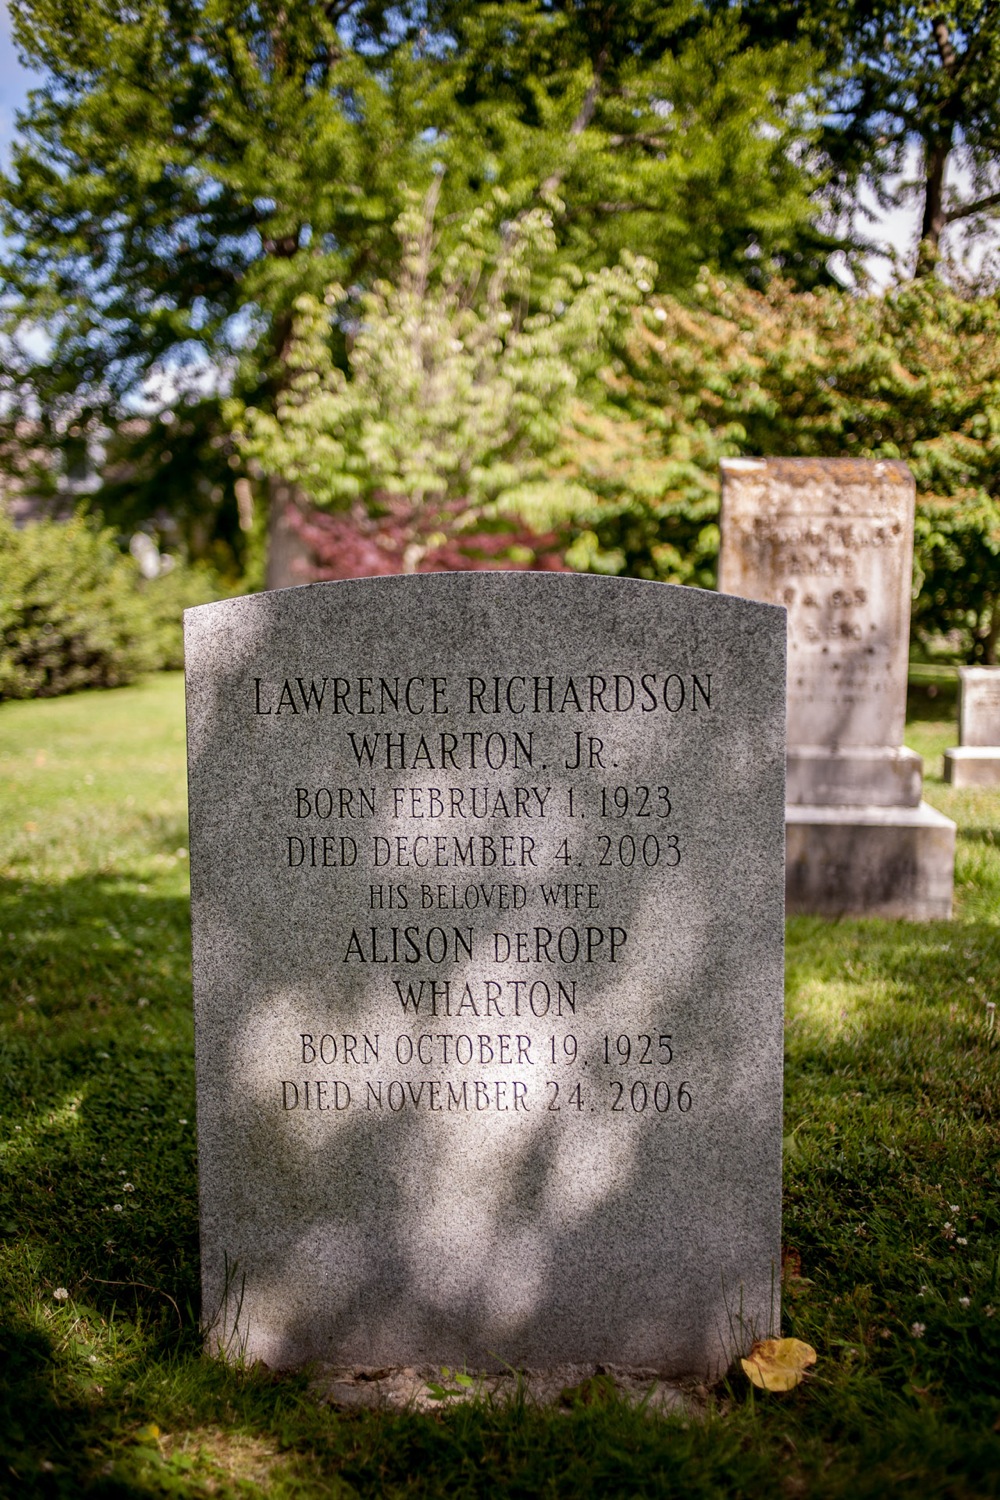 LAWRENCE RICHARDSON
WHARTON, JR.
BORN FEBRUARY 1, 1923
DIED DECEMBER 4, 2003
HIS BELOVED WIFE
ALISON DEROPP
WHARTON
BORN OCTOBER 19, 1925
DIED NOVEMBER 24, 2006